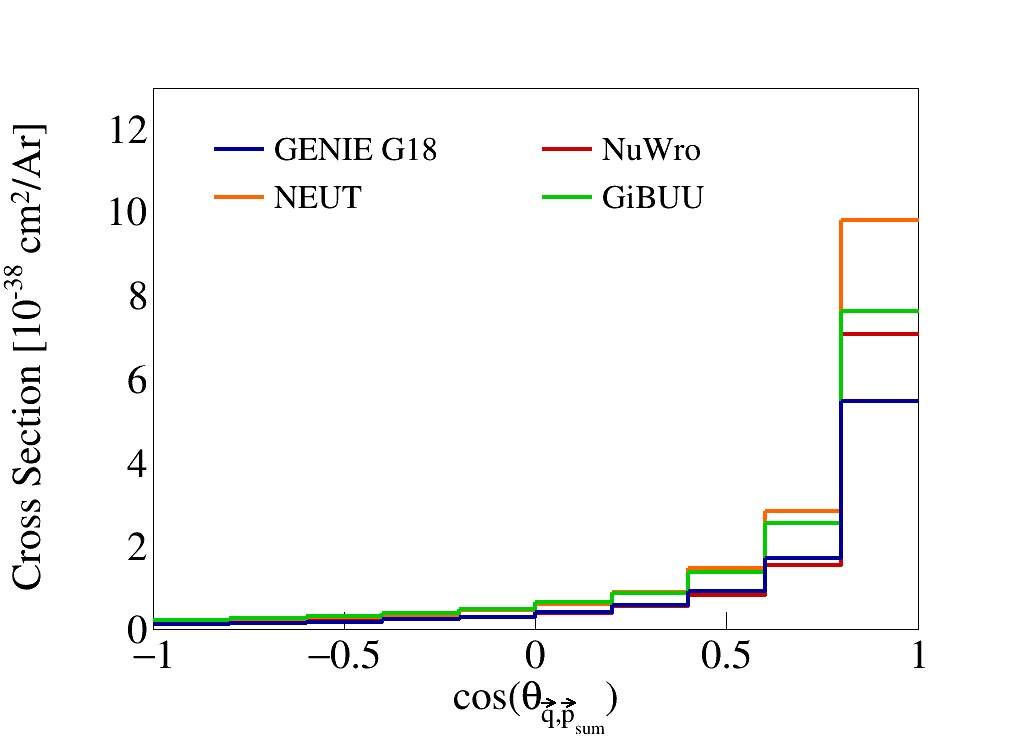 Cross Section [10⁻³⁸ cm²/Ar]
12
10
8
6
4
2
0
GENIE G18
NuWro
NEUT
GiBUU
−1 −0.5 0 0.5 1
cos(θ_{q⃗,p⃗_{sum}})